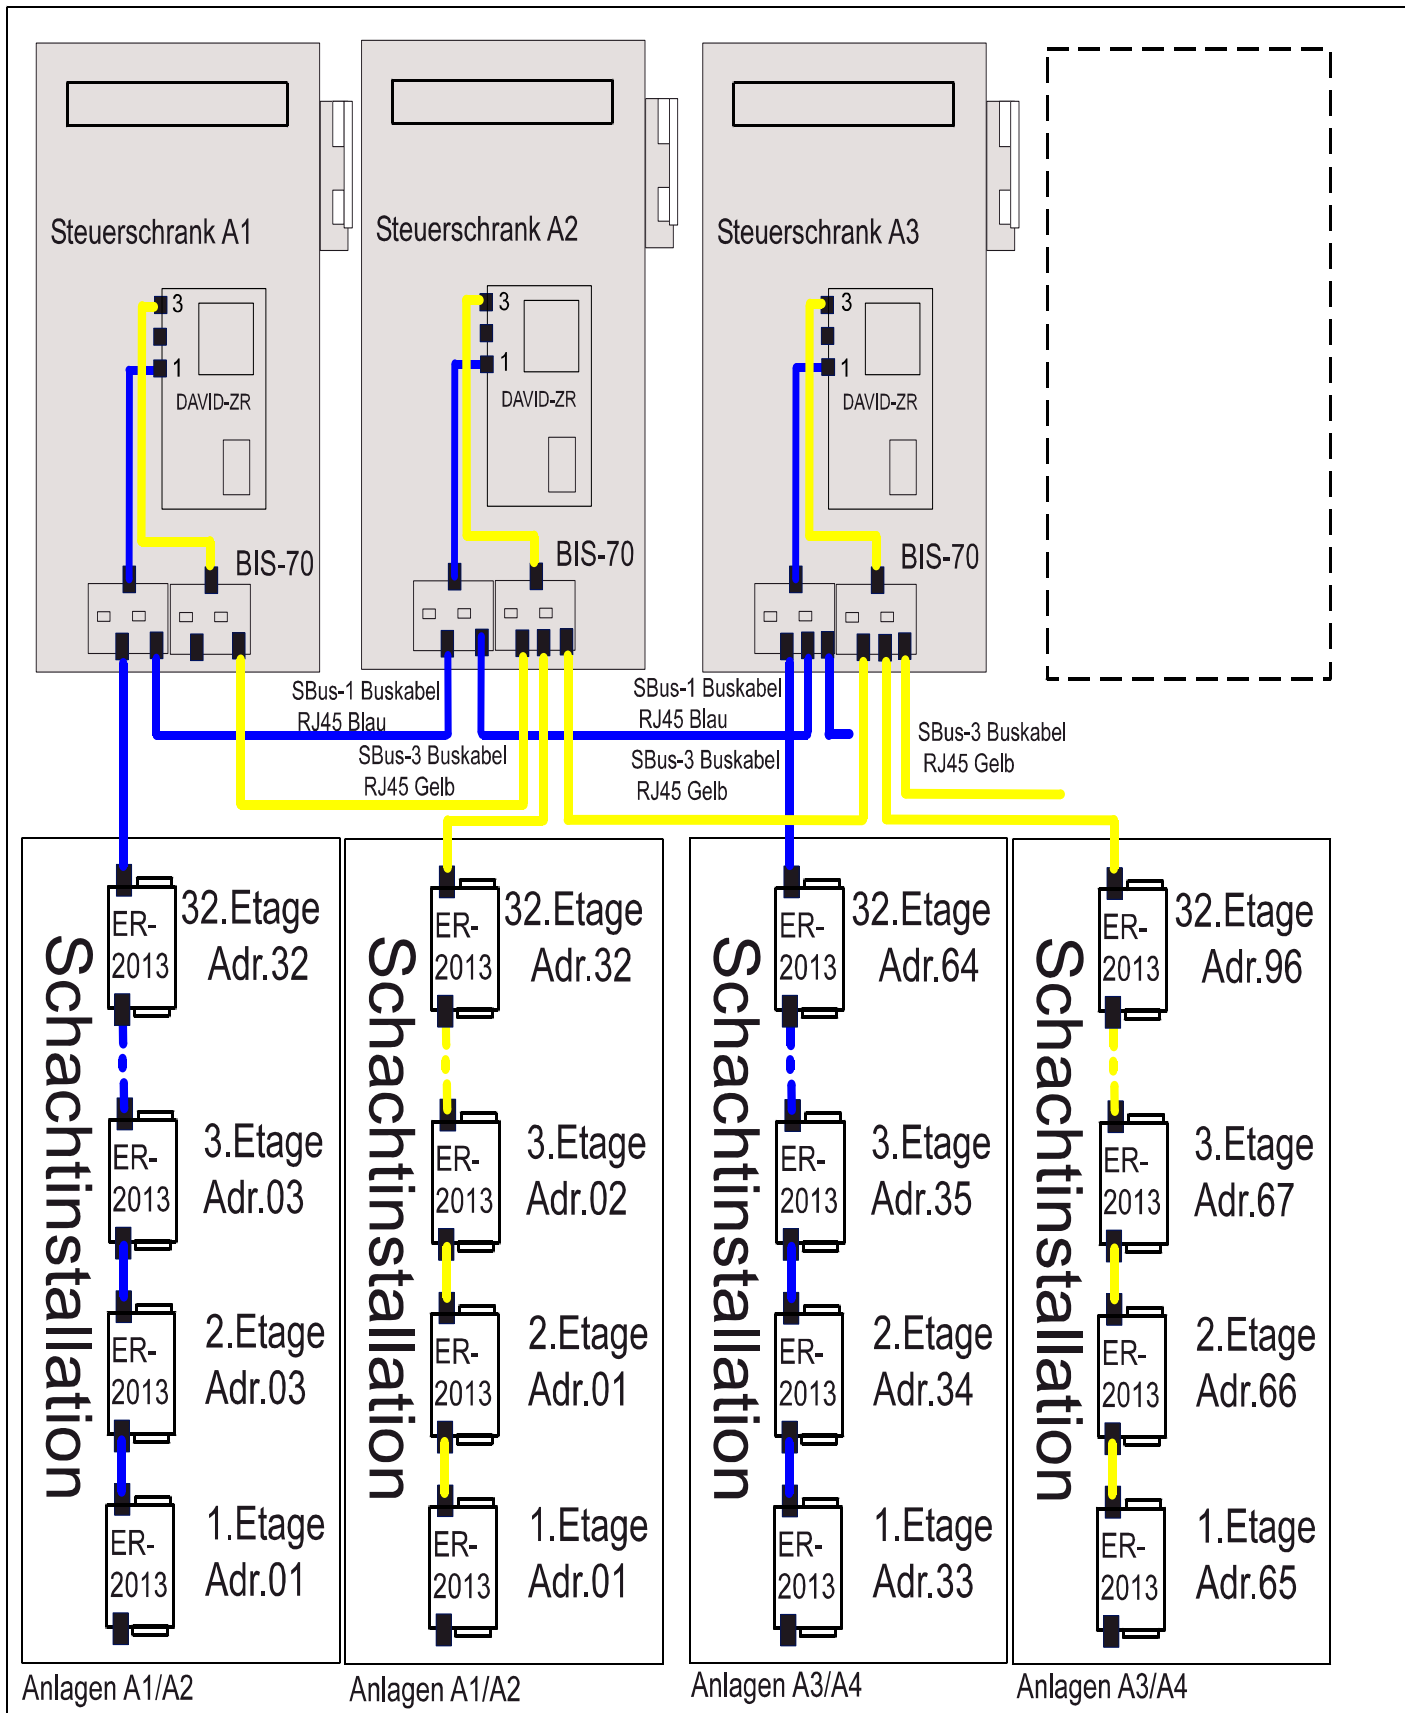 Steuerschrank A1
3
1
DAVID-ZR
BIS-70
Steuerschrank A2
3
1
DAVID-ZR
BIS-70
Steuerschrank A3
3
1
DAVID-ZR
BIS-70
SBus-1 Buskabel
RJ45 Blau
SBus-3 Buskabel
RJ45 Gelb
SBus-1 Buskabel
RJ45 Blau
SBus-3 Buskabel
RJ45 Gelb
SBus-3 Buskabel
RJ45 Gelb
Schachtinstallation
ER-
2013
32.Etage
Adr.32
ER-
2013
3.Etage
Adr.03
ER-
2013
2.Etage
Adr.03
ER-
2013
1.Etage
Adr.01
Anlagen A1/A2
Schachtinstallation
ER-
2013
32.Etage
Adr.32
ER-
2013
3.Etage
Adr.02
ER-
2013
2.Etage
Adr.01
ER-
2013
1.Etage
Adr.01
Anlagen A1/A2
Schachtinstallation
ER-
2013
32.Etage
Adr.64
ER-
2013
3.Etage
Adr.35
ER-
2013
2.Etage
Adr.34
ER-
2013
1.Etage
Adr.33
Anlagen A3/A4
Schachtinstallation
ER-
2013
32.Etage
Adr.96
ER-
2013
3.Etage
Adr.67
ER-
2013
2.Etage
Adr.66
ER-
2013
1.Etage
Adr.65
Anlagen A3/A4